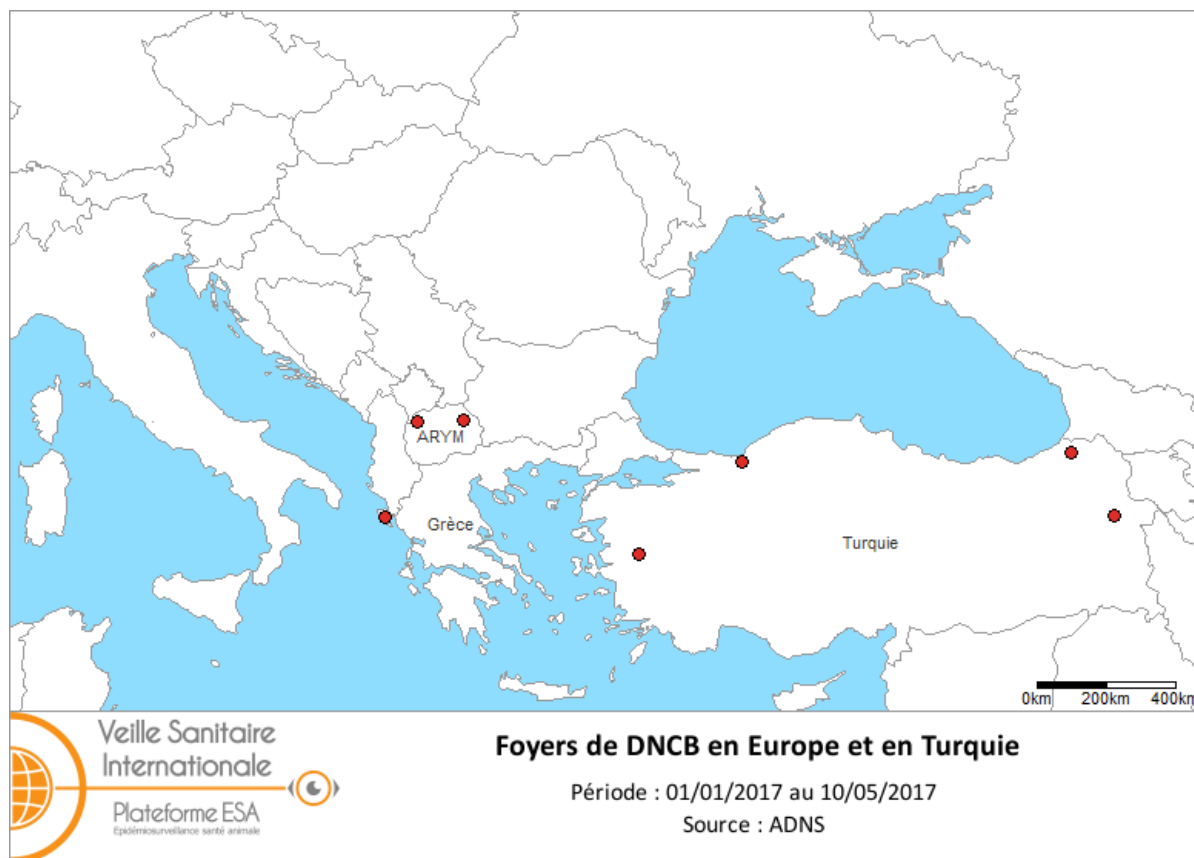 ARYM
Grèce
Turquie
0km 200km 400km
Veille Sanitaire
Internationale
Plateforme ESA
Epidémiosurveillance santé animale
Foyers de DNCB en Europe et en Turquie
Période : 01/01/2017 au 10/05/2017
Source : ADNS